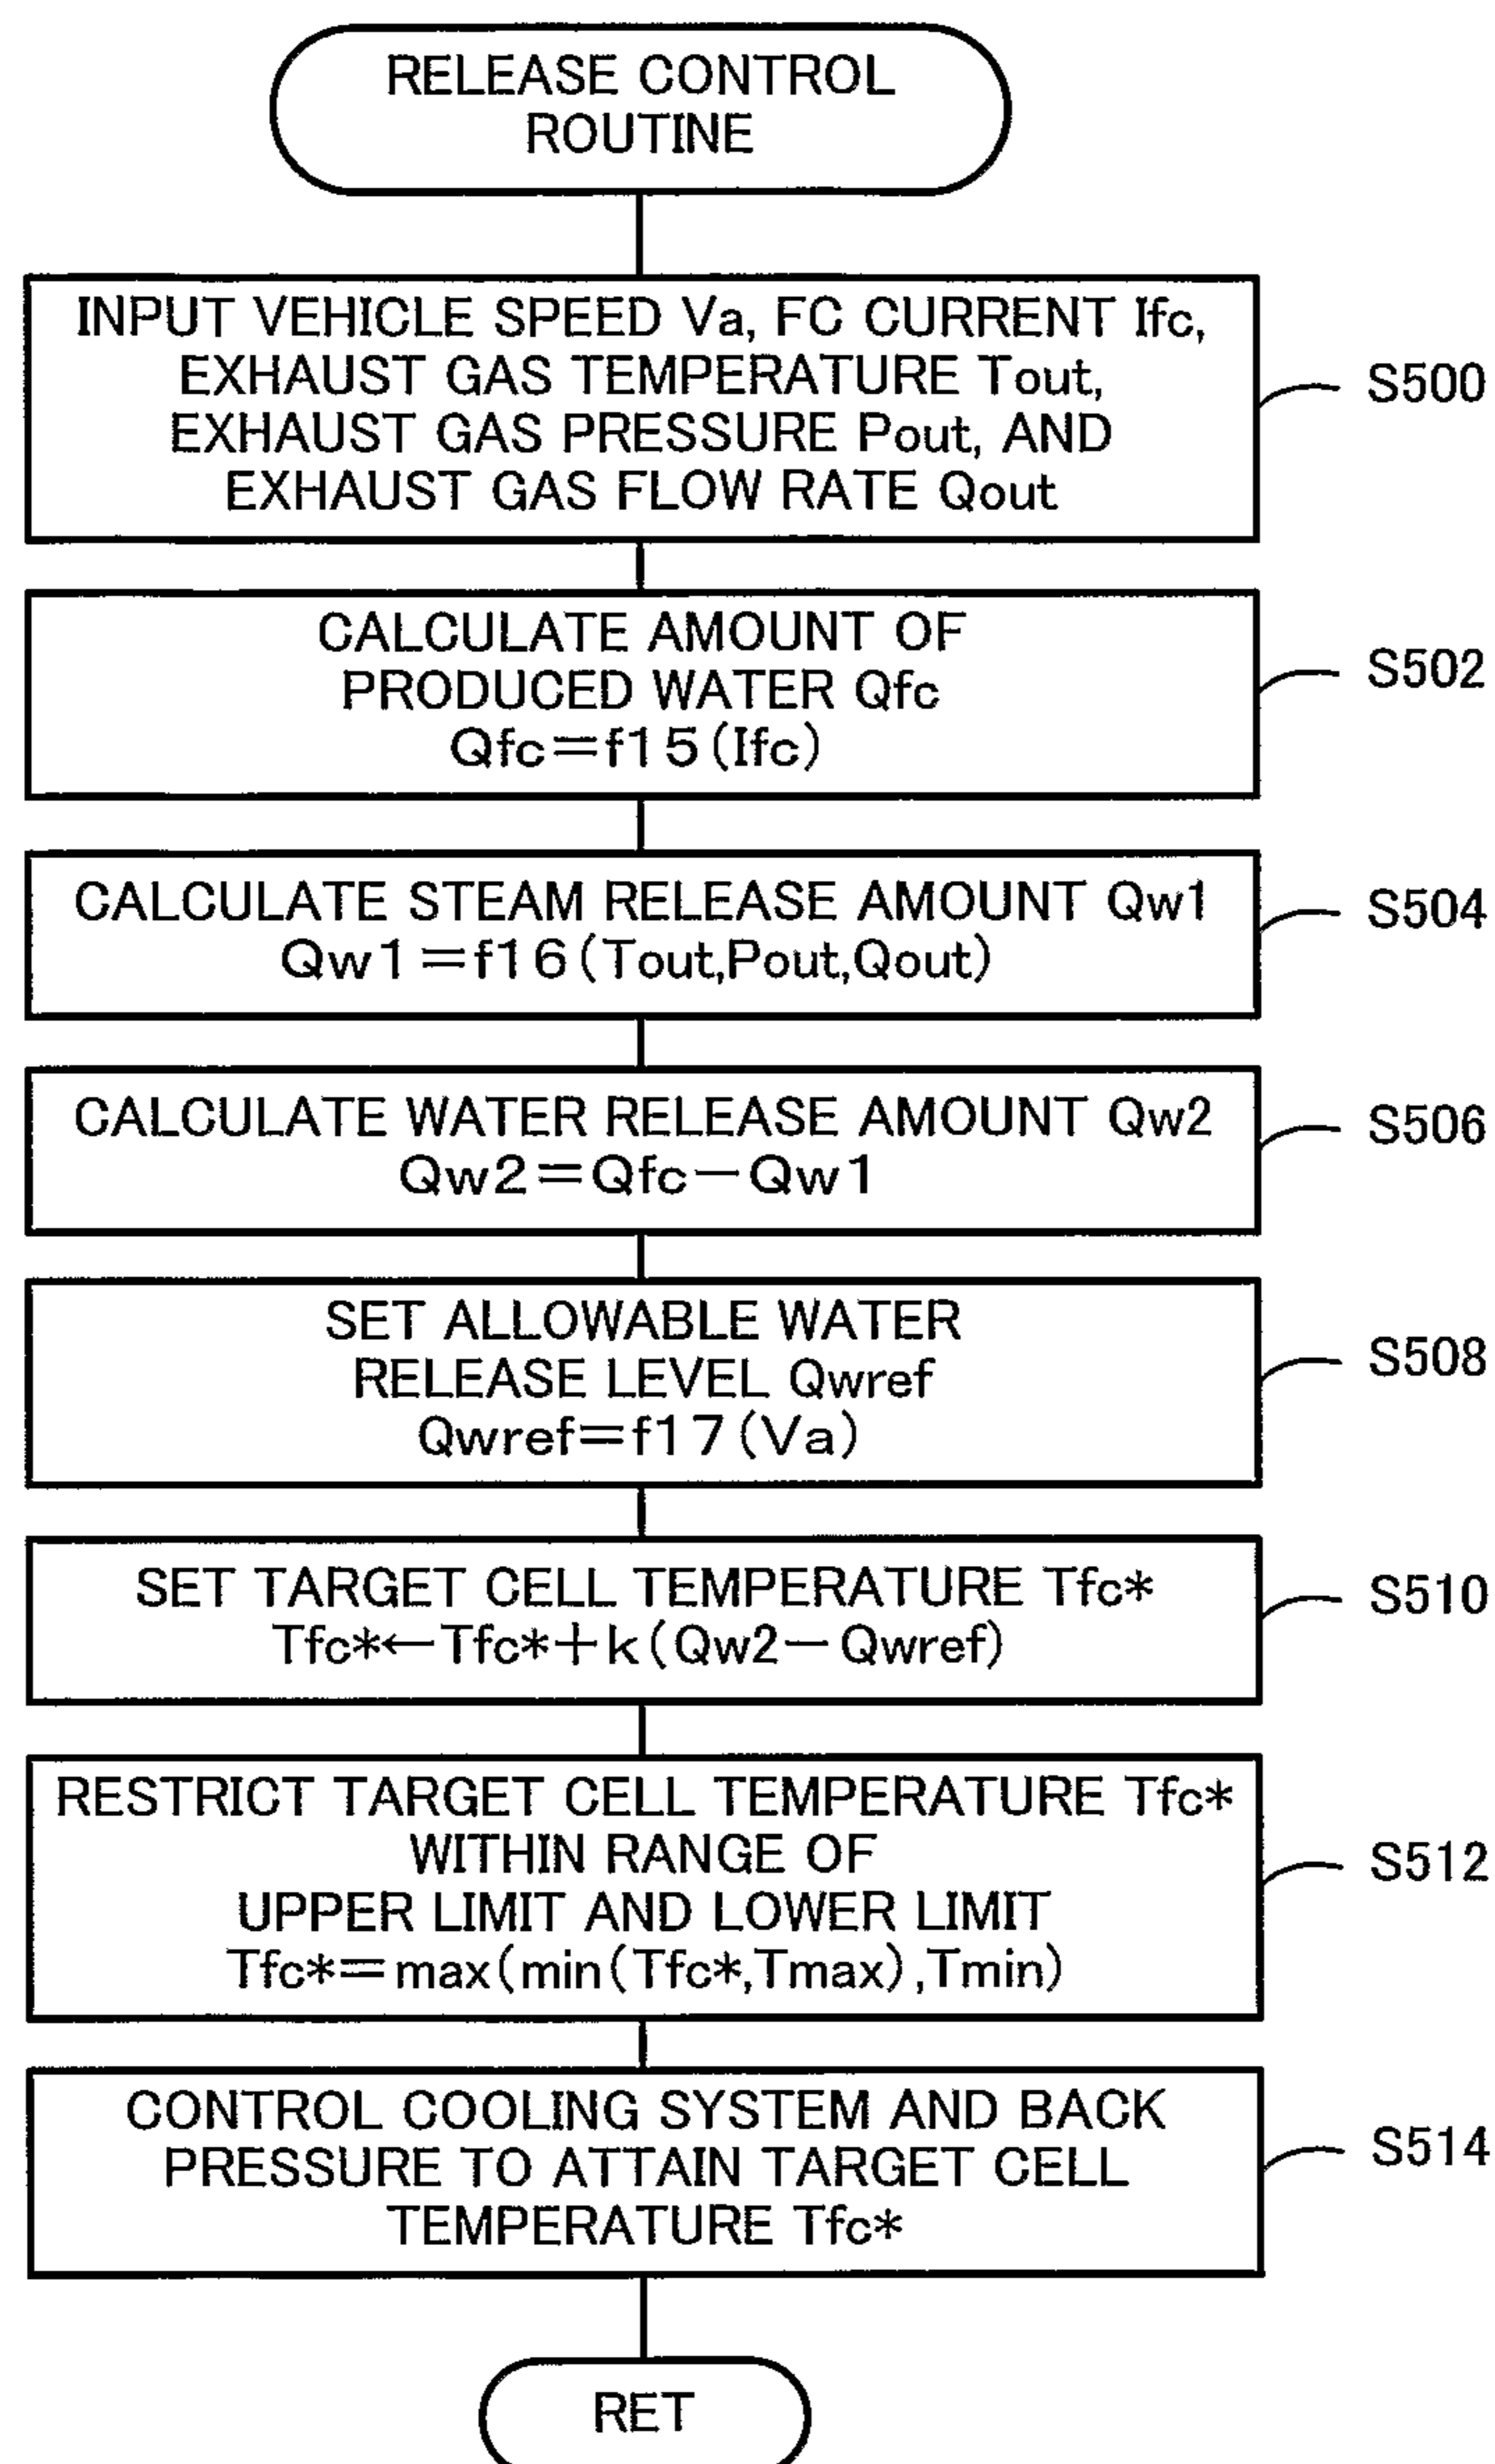 RELEASE CONTROL
ROUTINE
INPUT VEHICLE SPEED Va, FC CURRENT Ifc,
EXHAUST GAS TEMPERATURE Tout,
EXHAUST GAS PRESSURE Pout, AND
EXHAUST GAS FLOW RATE Qout
S500
CALCULATE AMOUNT OF
PRODUCED WATER Qfc
Qfc=f15(Ifc)
S502
CALCULATE STEAM RELEASE AMOUNT Qw1
Qw1=f16(Tout,Pout,Qout)
S504
CALCULATE WATER RELEASE AMOUNT Qw2
Qw2=Qfc−Qw1
S506
SET ALLOWABLE WATER
RELEASE LEVEL Qwref
Qwref=f17(Va)
S508
SET TARGET CELL TEMPERATURE Tfc*
Tfc*←Tfc*+k(Qw2−Qwref)
S510
RESTRICT TARGET CELL TEMPERATURE Tfc*
WITHIN RANGE OF
UPPER LIMIT AND LOWER LIMIT
Tfc*=max(min(Tfc*,Tmax),Tmin)
S512
CONTROL COOLING SYSTEM AND BACK
PRESSURE TO ATTAIN TARGET CELL
TEMPERATURE Tfc*
S514
RET